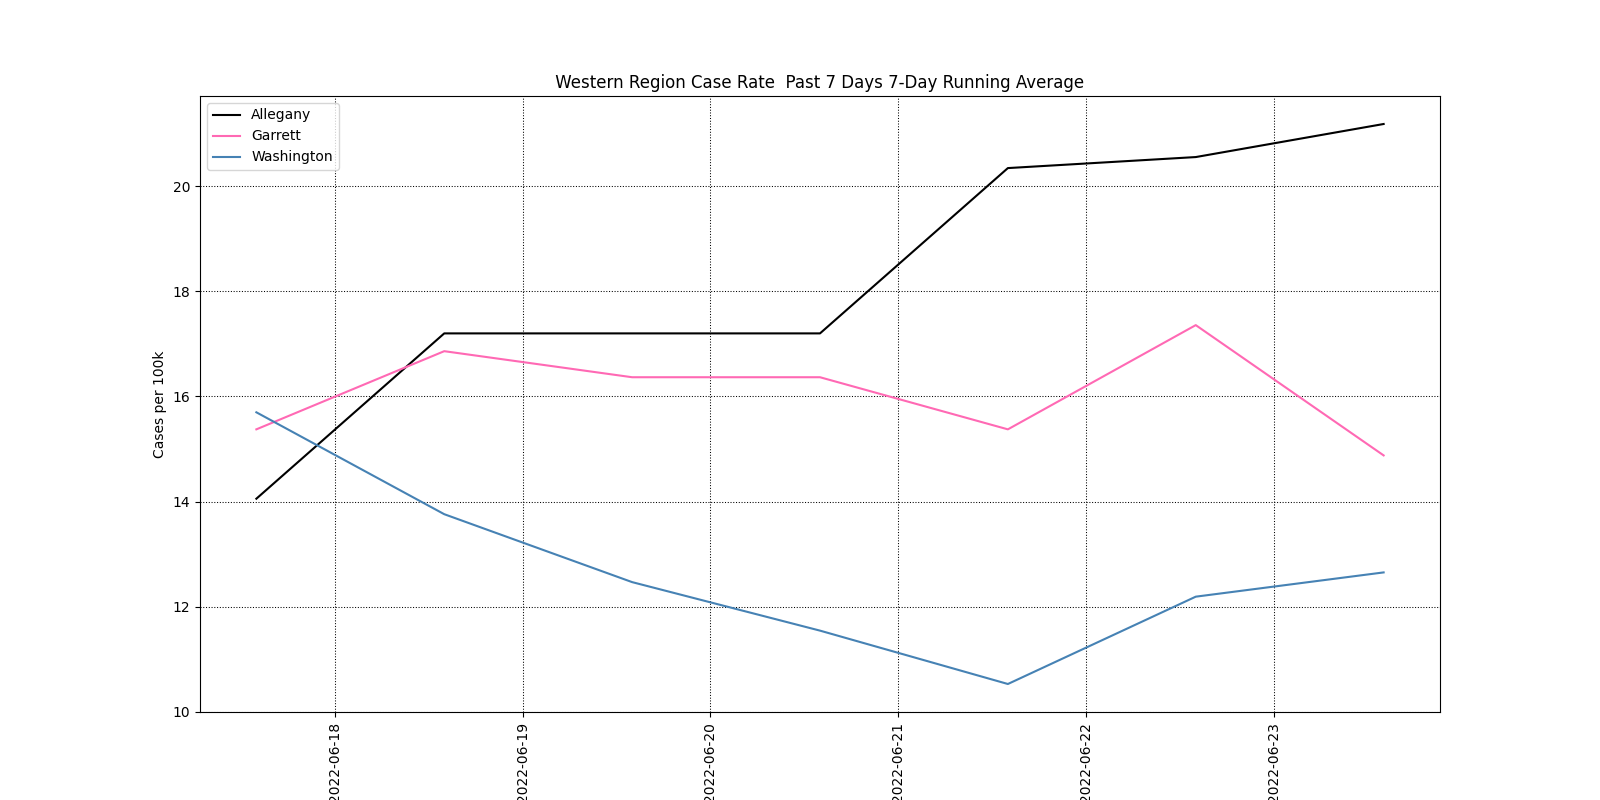 Western Region Case Rate  Past 7 Days 7-Day Running Average
Allegany
Garrett
Washington
20
18
16
14
12
10
Cases per 100k
2022-06-18
2022-06-19
2022-06-20
2022-06-21
2022-06-22
2022-06-23